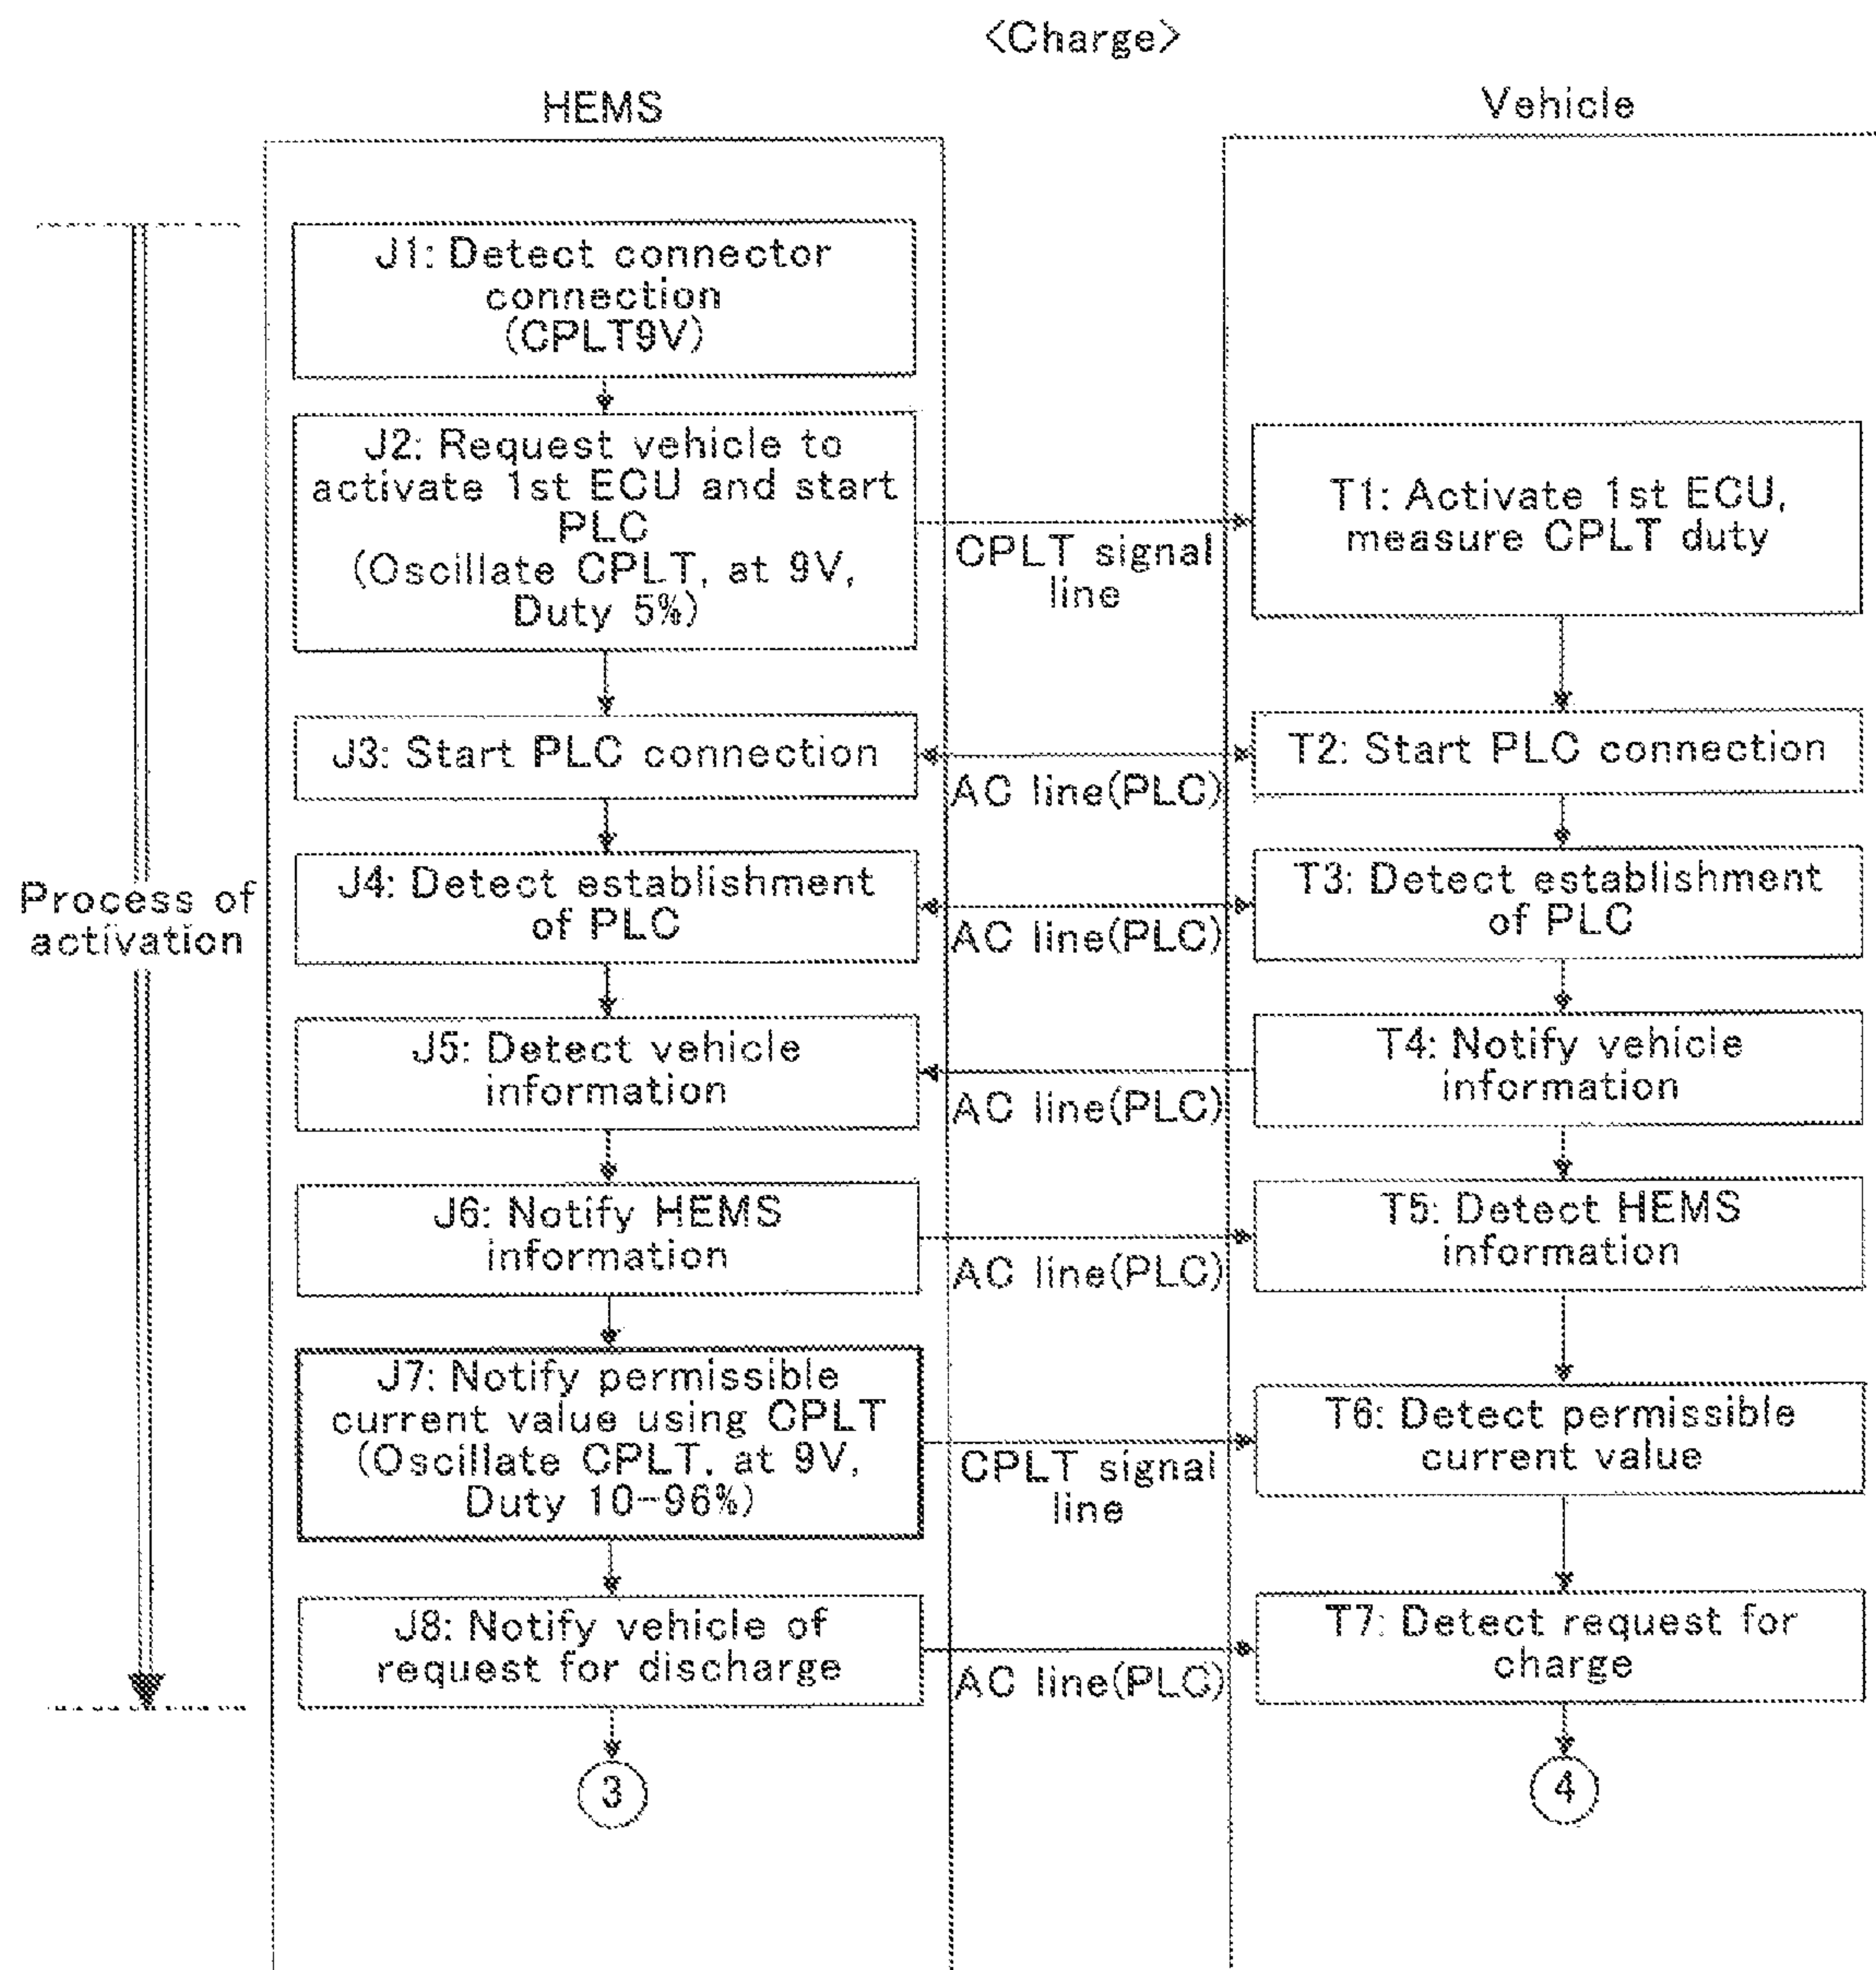 <Charge>
HEMS
Vehicle
J1: Detect connector
connection
(CPLT9V)
J2: Request vehicle to
activate 1st ECU and start
PLC
(Oscillate CPLT, at 9V,
Duty 5%)
CPLT signal
line
T1: Activate 1st ECU,
measure CPLT duty
J3: Start PLC connection
AC line(PLC)
T2: Start PLC connection
Process of
activation
J4: Detect establishment
of PLC
AC line(PLC)
T3: Detect establishment
of PLC
J5: Detect vehicle
information
AC line(PLC)
T4: Notify vehicle
information
J6: Notify HEMS
information
AC line(PLC)
T5: Detect HEMS
information
J7: Notify permissible
current value using CPLT
(Oscillate CPLT. at 9V,
Duty 10-96%)
CPLT signal
line
T6: Detect permissible
current value
J8: Notify vehicle of
request for discharge
AC line(PLC)
T7: Detect request for
charge
3
4